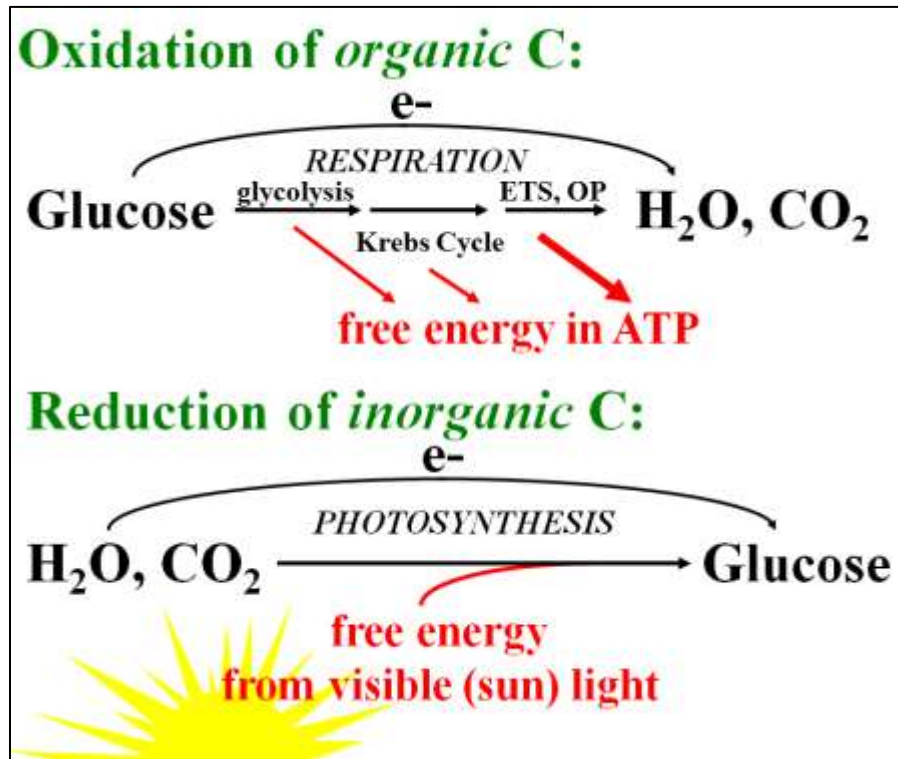 Oxidation of organic C:
e-
RESPIRATION
glycolysis
ETS, OP
Glucose
H₂O, CO₂
Krebs Cycle
free energy in ATP
Reduction of inorganic C:
e-
PHOTOSYNTHESIS
H₂O, CO₂
Glucose
free energy
from visible (sun) light